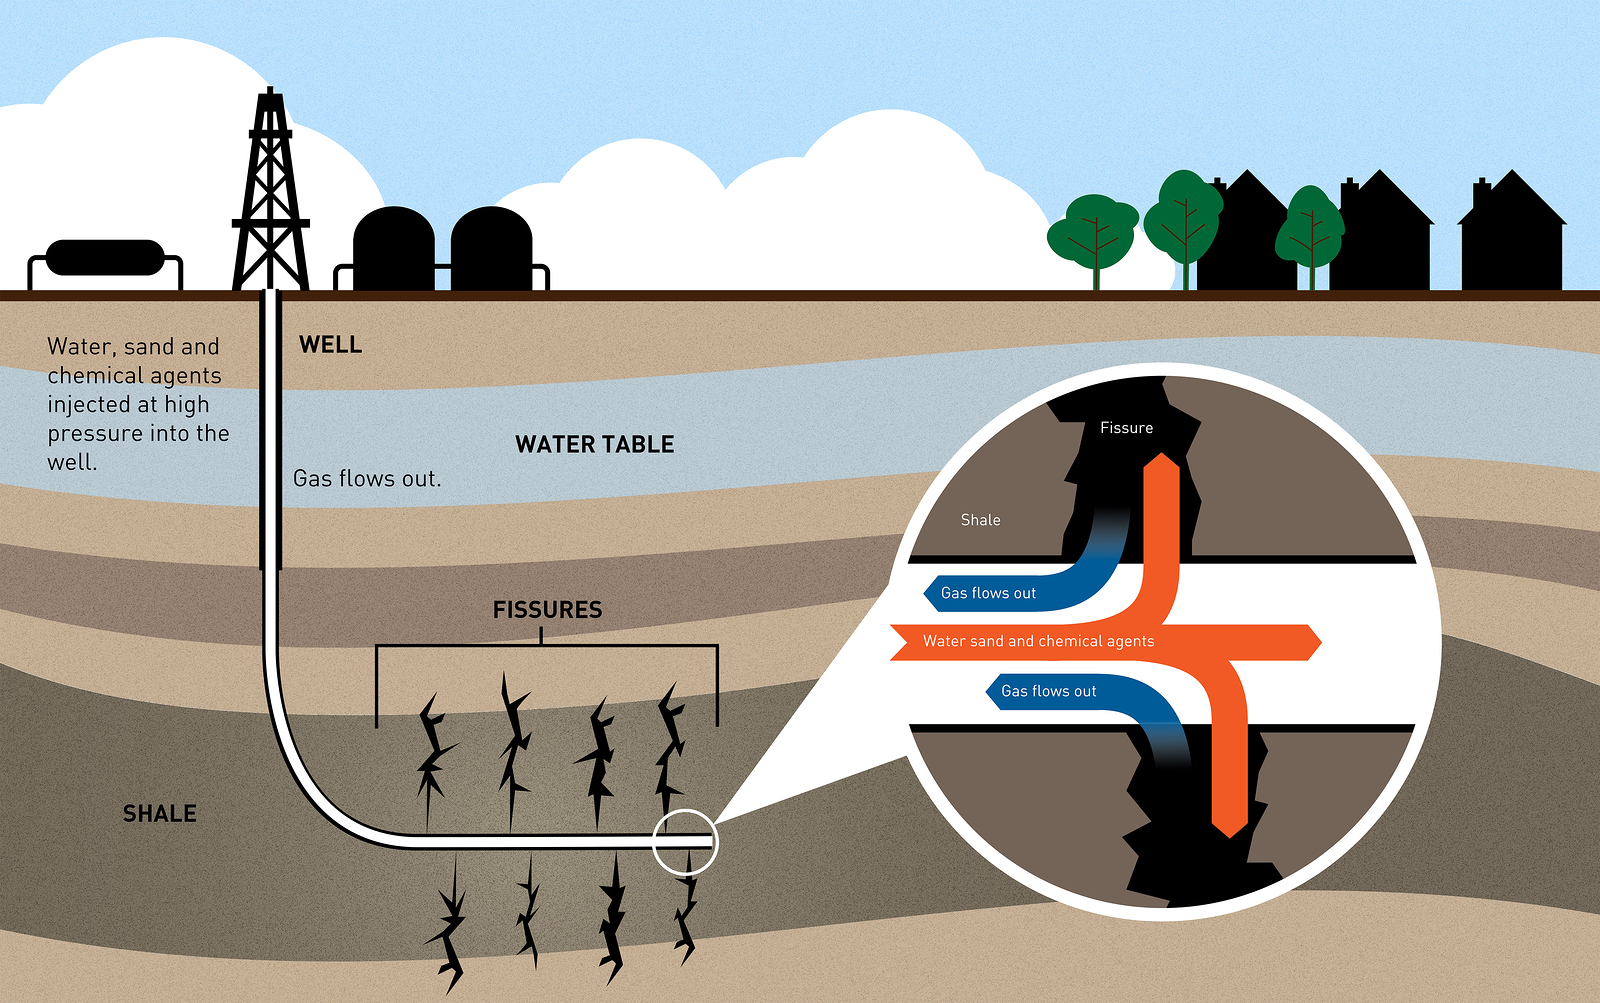 Water, sand and
chemical agents
injected at high
pressure into the
well.
WELL
WATER TABLE
Gas flows out.
FISSURES
SHALE
Fissure
Shale
Gas flows out
Water sand and chemical agents
Gas flows out